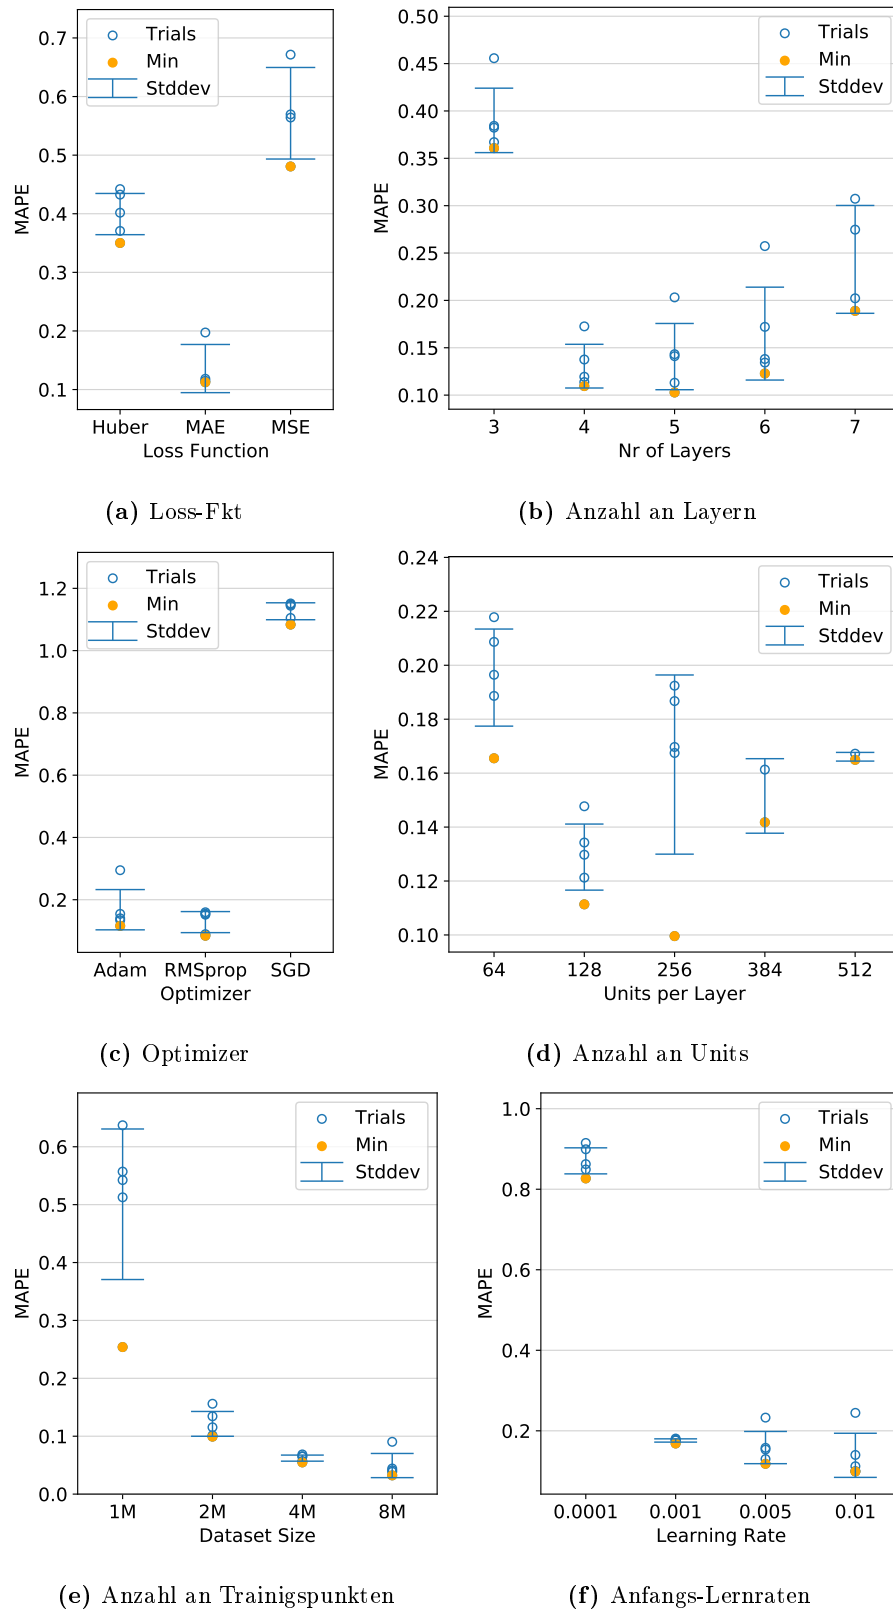 Trials
Min
Stddev
0.7
0.6
0.5
0.4
0.3
0.2
0.1
MAPE
Huber MAE MSE
Loss Function
(a) Loss-Fkt
Trials
Min
Stddev
0.50
0.45
0.40
0.35
0.30
0.25
0.20
0.15
0.10
MAPE
3 4 5 6 7
Nr of Layers
(b) Anzahl an Layern
Trials
Min
Stddev
1.2
1.0
0.8
0.6
0.4
0.2
MAPE
Adam RMSprop SGD
Optimizer
(c) Optimizer
Trials
Min
Stddev
0.24
0.22
0.20
0.18
0.16
0.14
0.12
0.10
MAPE
64 128 256 384 512
Units per Layer
(d) Anzahl an Units
Trials
Min
Stddev
0.6
0.5
0.4
0.3
0.2
0.1
0.0
MAPE
1M 2M 4M 8M
Dataset Size
(e) Anzahl an Trainigspunkten
Trials
Min
Stddev
1.0
0.8
0.6
0.4
0.2
MAPE
0.0001 0.001 0.005 0.01
Learning Rate
(f) Anfangs-Lernraten